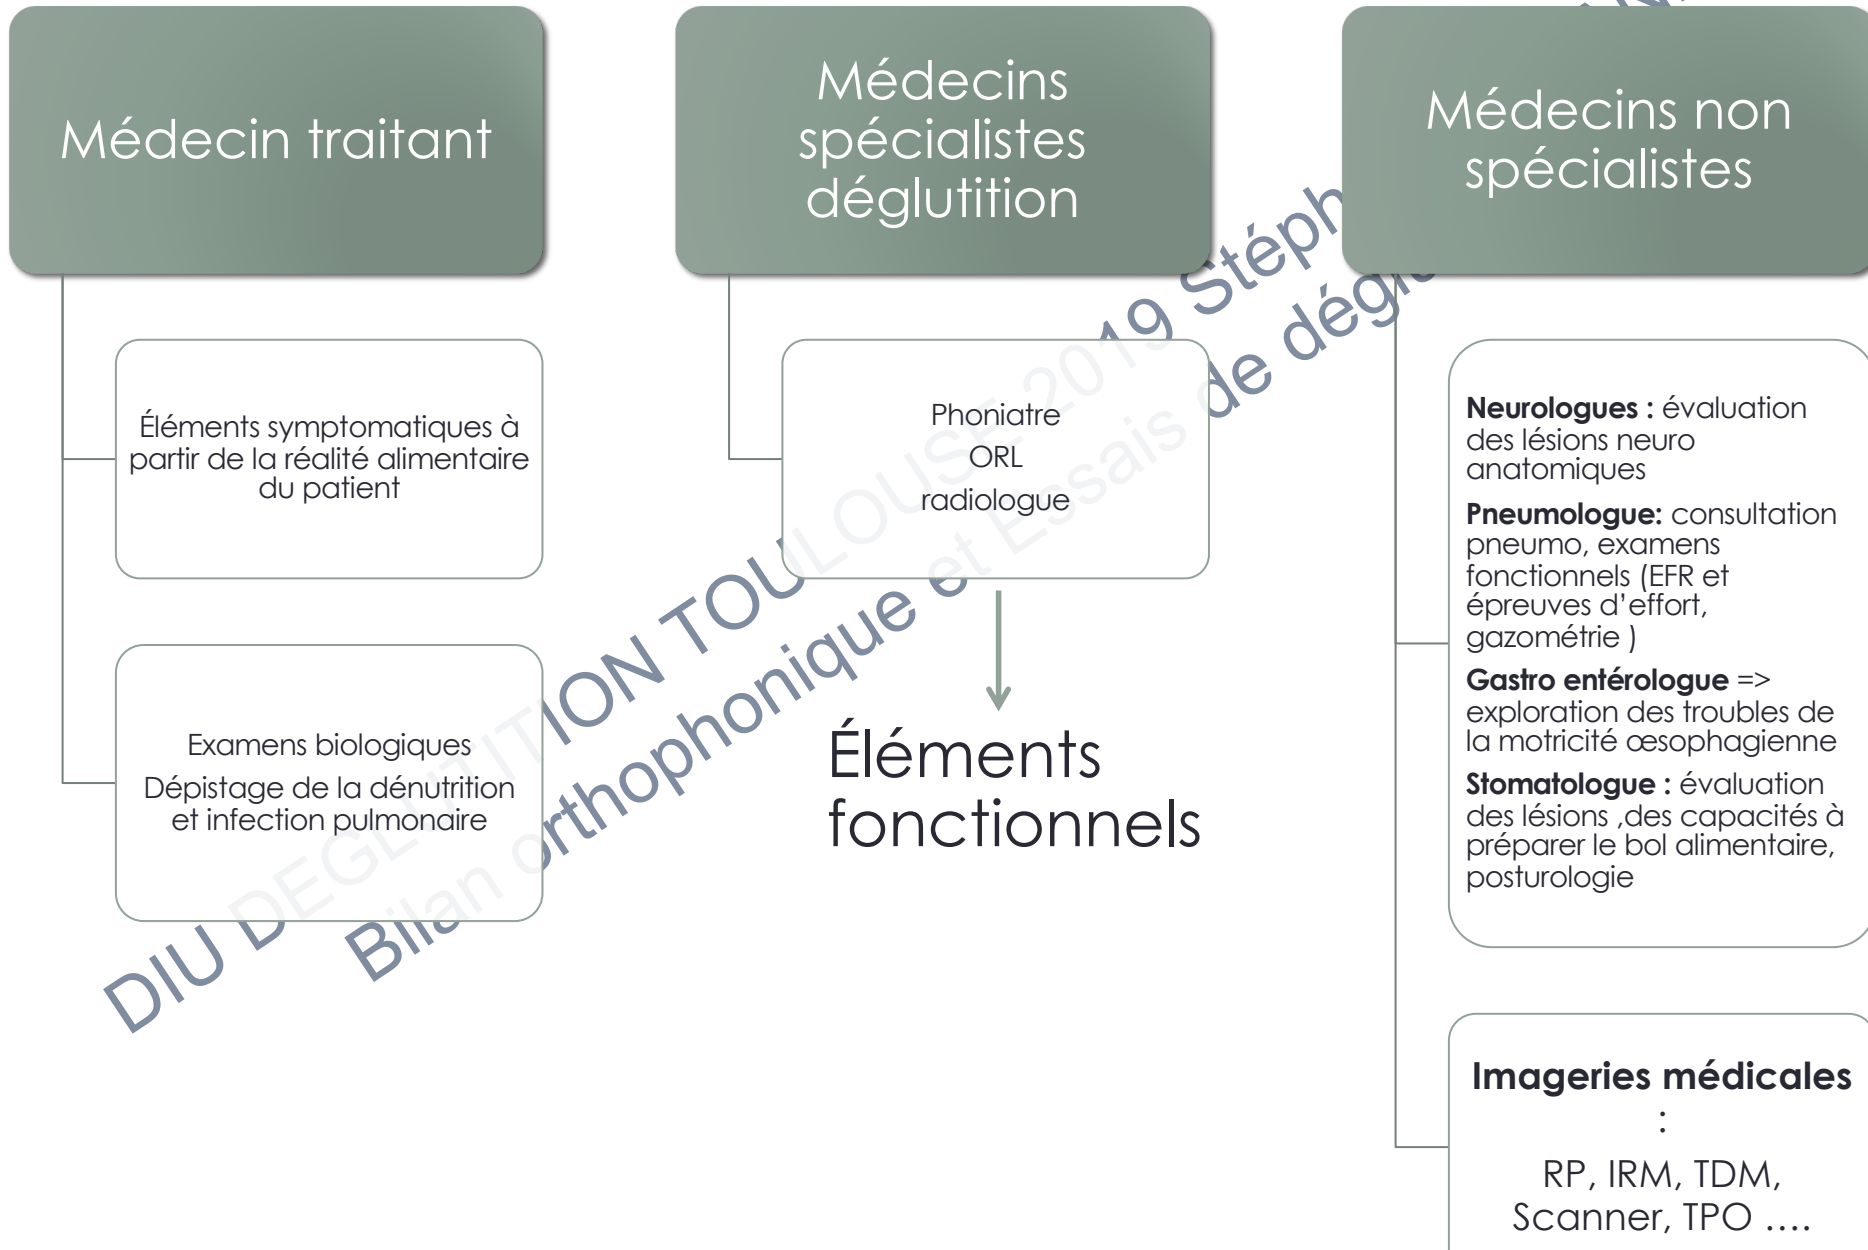 Médecin traitant
Éléments symptomatiques à
partir de la réalité alimentaire
du patient
Examens biologiques
Dépistage de la dénutrition
et infection pulmonaire
Médecins
spécialistes
déglutition
Phoniatre
ORL
radiologue
Éléments
fonctionnels
Médecins non
spécialistes
Neurologues : évaluation
des lésions neuro
anatomiques
Pneumologue: consultation
pneumo, examens
fonctionnels (EFR et
épreuves d’effort,
gazométrie )
Gastro entérologue =>
exploration des troubles de
la motricité œsophagienne
Stomatologue : évaluation
des lésions ,des capacités à
préparer le bol alimentaire,
posturologie
Imageries médicales
:
RP, IRM, TDM,
Scanner, TPO ….
DIU DEGLUTITION TOULOUSE 2019
Bilan orthophonique et Essais de